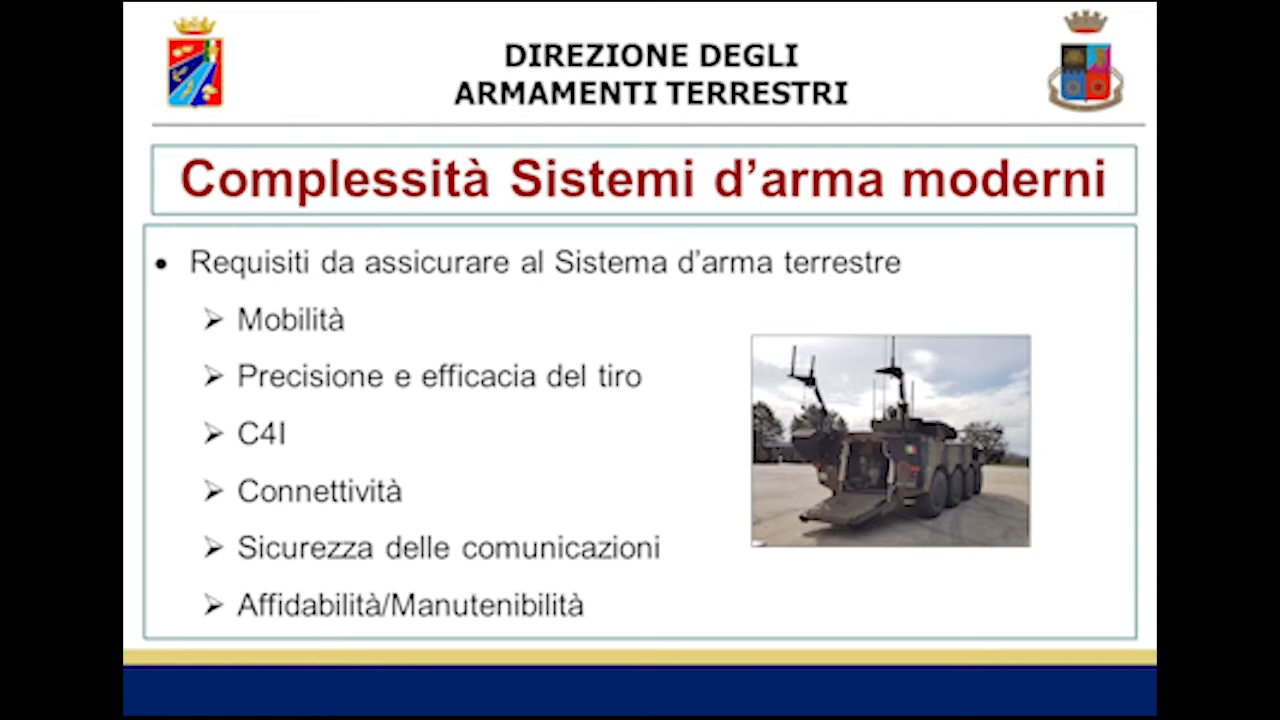 DIREZIONE DEGLI
ARMAMENTI TERRESTRI
Complessità Sistemi d’arma moderni
• Requisiti da assicurare al Sistema d’arma terrestre
➢ Mobilità
➢ Precisione e efficacia del tiro
➢ C4I
➢ Connettività
➢ Sicurezza delle comunicazioni
➢ Affidabilità/Manutenibilità